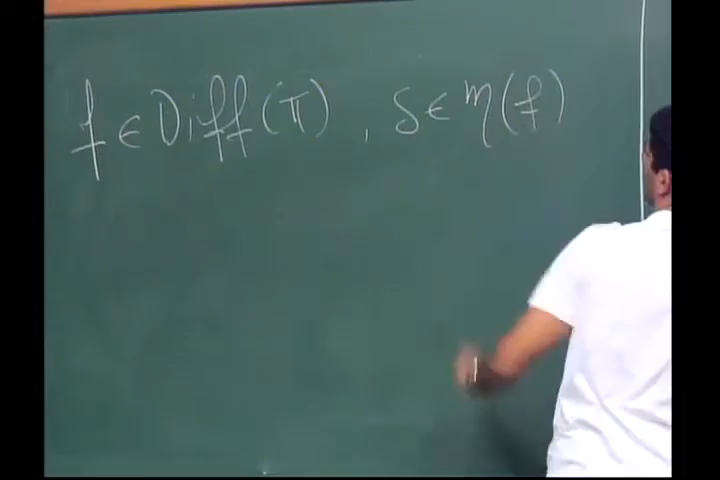 f ∈ Diff(π), δ ∈ η(f)